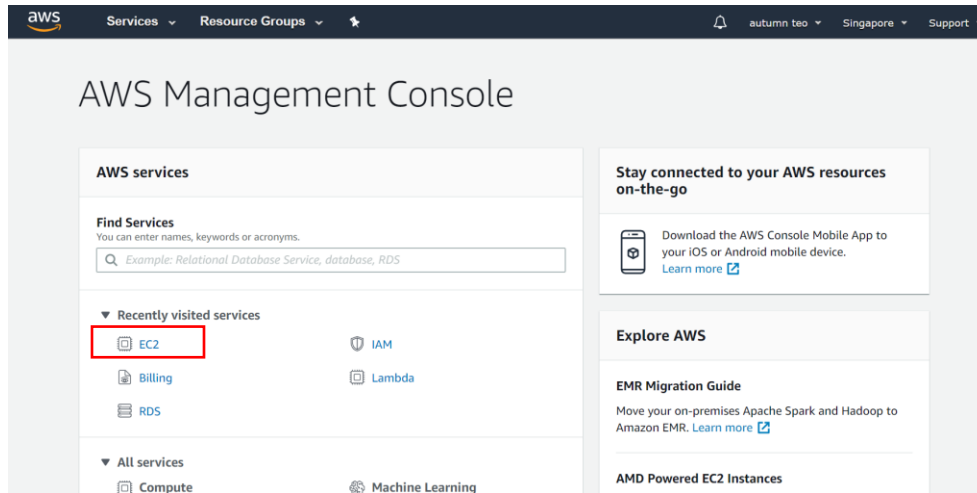 aws Services Resource Groups autumn teo Singapore Support
AWS Management Console
AWS services
Find Services
You can enter names, keywords or acronyms.
Example: Relational Database Service, database, RDS
Recently visited services
EC2 IAM
Billing Lambda
RDS
All services
Compute Machine Learning
Stay connected to your AWS resources
on-the-go
Download the AWS Console Mobile App to
your iOS or Android mobile device.
Learn more
Explore AWS
EMR Migration Guide
Move your on-premises Apache Spark and Hadoop to
Amazon EMR. Learn more
AMD Powered EC2 Instances